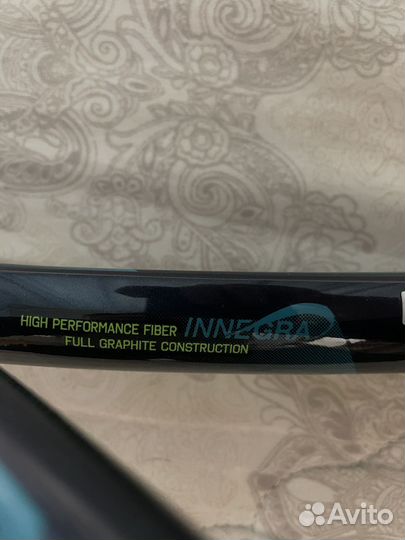 HIGH PERFORMANCE FIBER INNEGRA
FULL GRAPHITE CONSTRUCTION
Avito